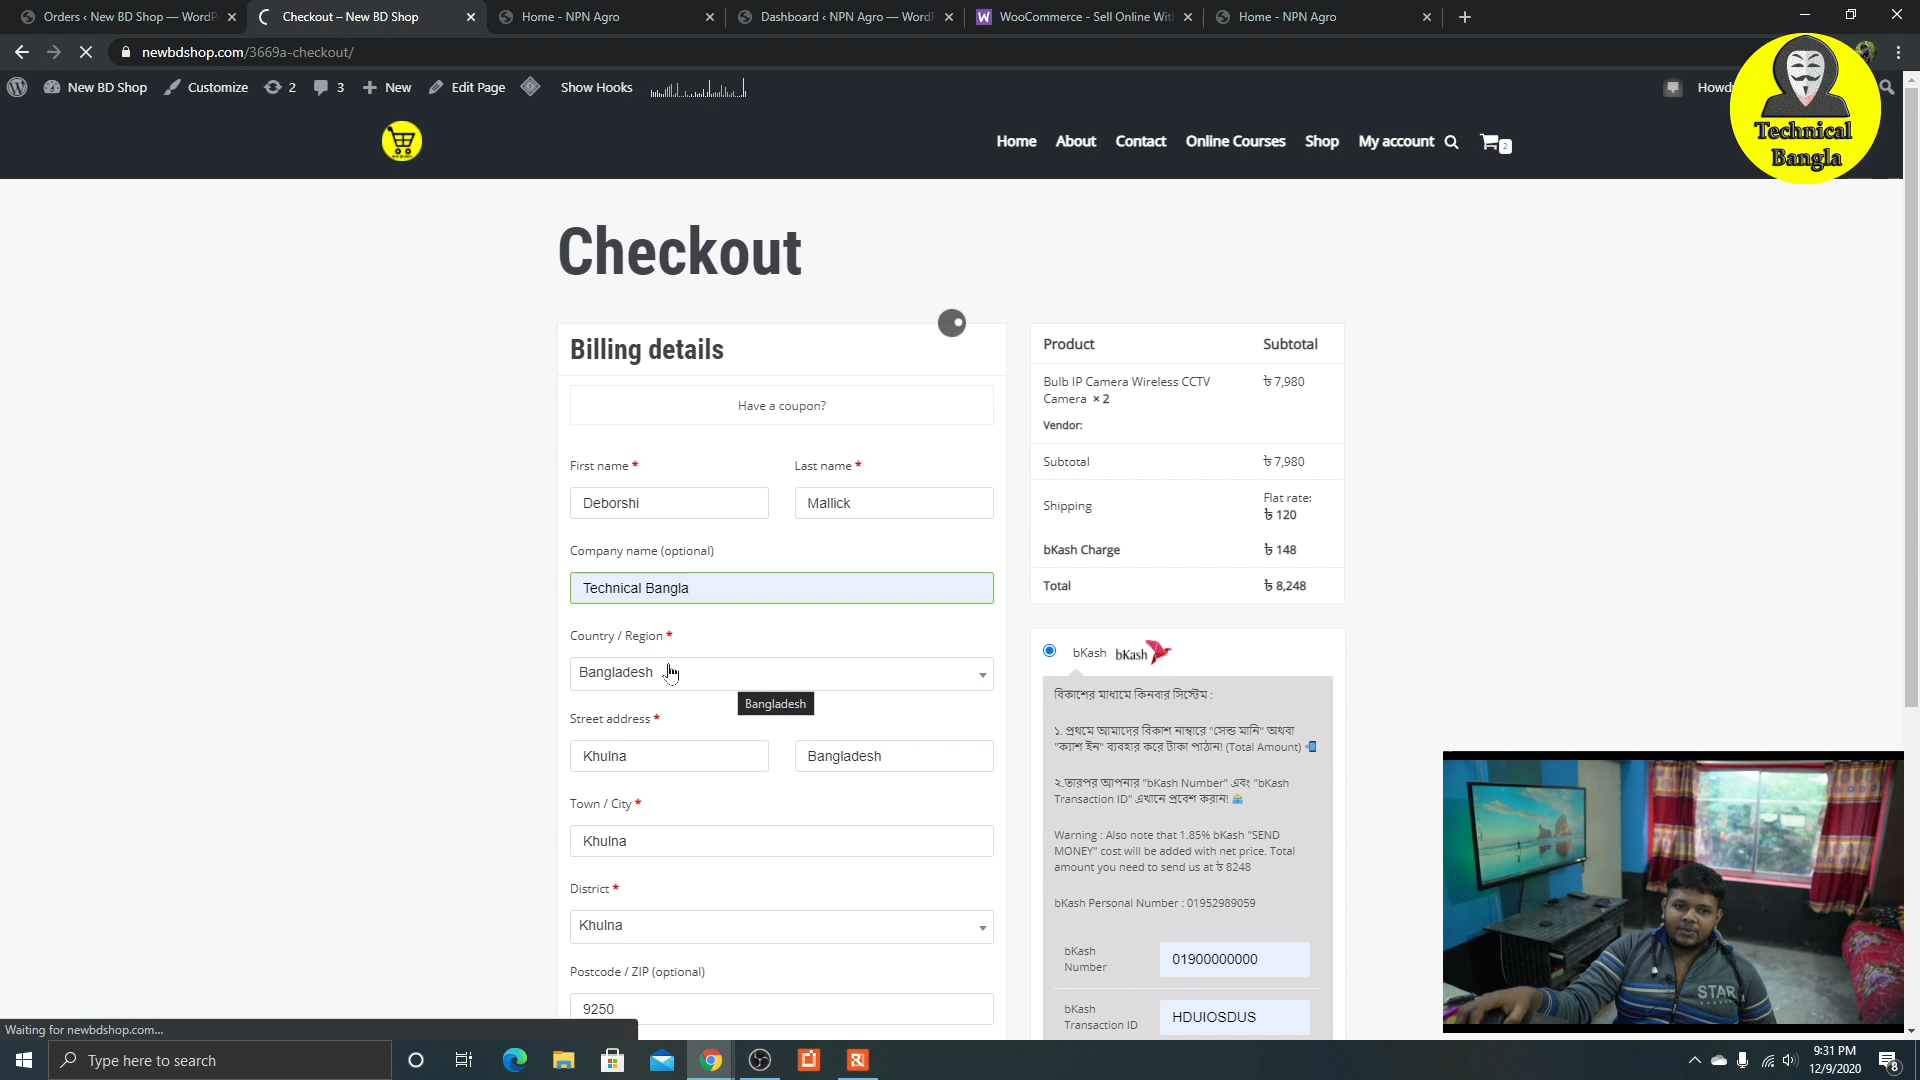 Orders ‹ New BD Shop — WordP
Checkout – New BD Shop
Home - NPN Agro
Dashboard ‹ NPN Agro — WordP
WooCommerce - Sell Online Wit
Home - NPN Agro
newbdshop.com/3669a-checkout/
New BD Shop
Customize
2
3
New
Edit Page
Show Hooks
Howd
Technical
Bangla
Home
About
Contact
Online Courses
Shop
My account
2
Checkout
Billing details
Have a coupon?
First name *
Last name *
Deborshi
Mallick
Company name (optional)
Technical Bangla
Country / Region *
Bangladesh
Bangladesh
Street address *
Khulna
Bangladesh
Town / City *
Khulna
District *
Khulna
Postcode / ZIP (optional)
9250
Product
Subtotal
Bulb IP Camera Wireless CCTV
Camera × 2
৳ 7,980
Vendor:
Subtotal
৳ 7,980
Shipping
Flat rate:
৳ 120
bKash Charge
৳ 148
Total
৳ 8,248
bKash
bKash
বিকাশের মাধ্যমে কিনবার সিস্টেম :
১. প্রথমে আমাদের বিকাশ নাম্বারে "সেন্ড মানি" অথবা
"ক্যাশ ইন" ব্যবহার করে টাকা পাঠান! (Total Amount) 📲
২.তারপর আপনার "bKash Number" এবং "bKash
Transaction ID" এখানে প্রবেশ করান!
Warning : Also note that 1.85% bKash "SEND
MONEY" cost will be added with net price. Total
amount you need to send us at ৳ 8248
bKash Personal Number : 01952989059
bKash
Number
01900000000
bKash
Transaction ID
HDUIOSDUS
STAR
Waiting for newbdshop.com...
Type here to search
9:31 PM
12/9/2020
8